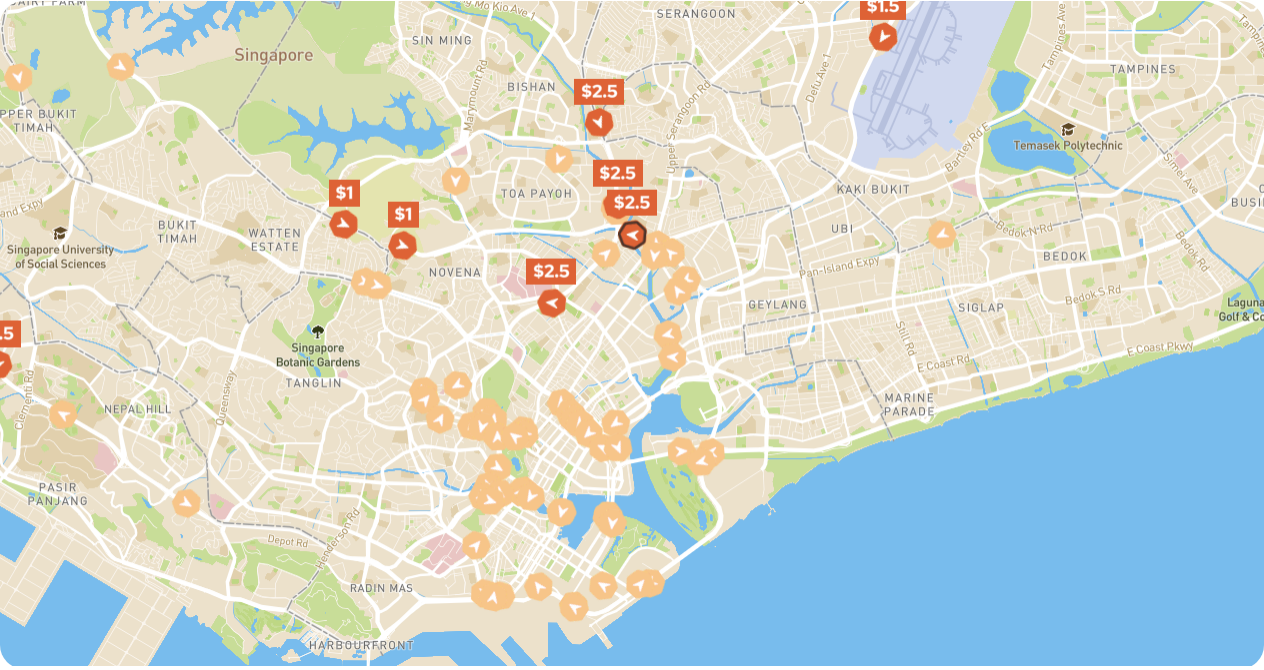 DAIRY FARM
Mo Kio Ave 1
SERANGOON
$1.5
SIN MING
Singapore
Tampines Ave
TAMPINES
Defu Ave 1
Marymount Rd
BISHAN
$2.5
Upper Serangoon Rd
UPPER BUKIT
TIMAH
Temasek Polytechnic
Bartley Rd E
Simei Ave
$2.5
$1
TOA PAYOH
$2.5
KAKI BUKIT
$1
BUKIT
TIMAH
WATTEN
ESTATE
UBI
Bedok N Rd
Singapore University
of Social Sciences
NOVENA
$2.5
Pan-Island Expy
BEDOK
Bedok Rd
Bedok S Rd
GEYLANG
SIGLAP
Laguna
Golf & Co
.5
Singapore
Botanic Gardens
Still Rd
E Coast Rd
E Coast Pkwy
TANGLIN
Clementi Rd
Queensway
NEPAL HILL
MARINE
PARADE
PASIR
PANJANG
Depot Rd
Henderson Rd
RADIN MAS
HARBOURFRONT